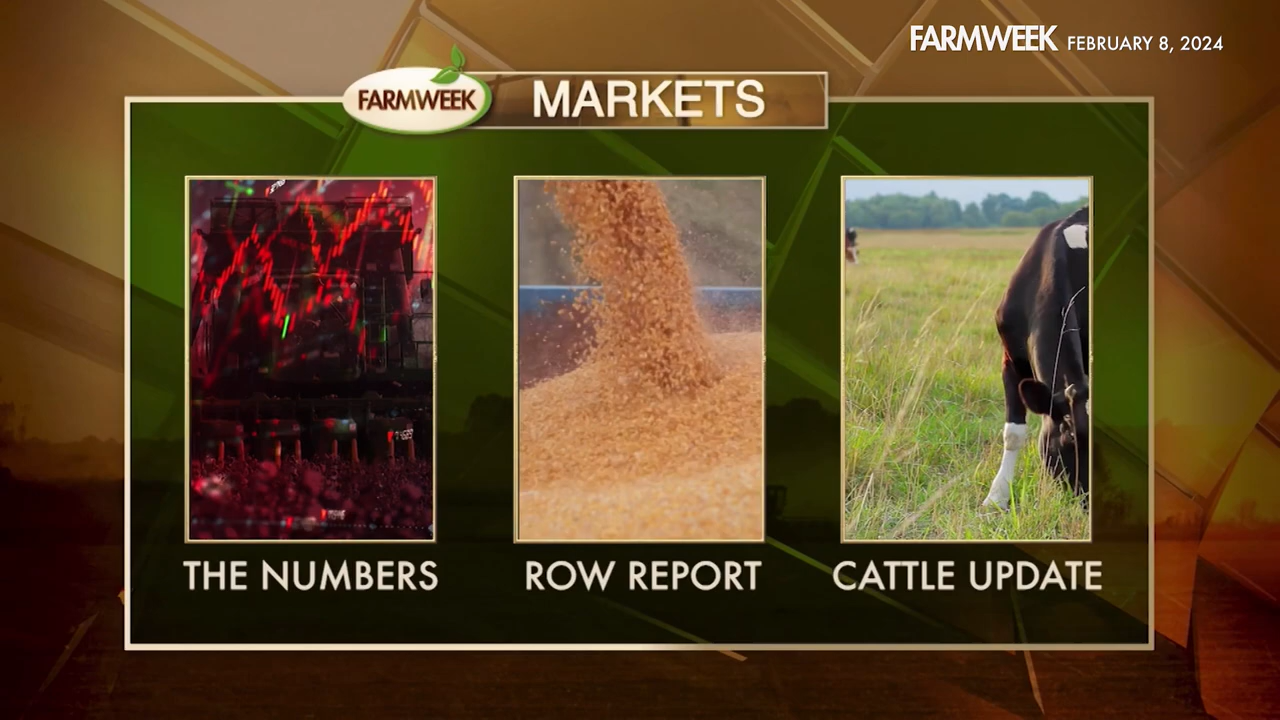 FARMWEEK FEBRUARY 8, 2024
FARMWEEK
MARKETS
THE NUMBERS
ROW REPORT
CATTLE UPDATE